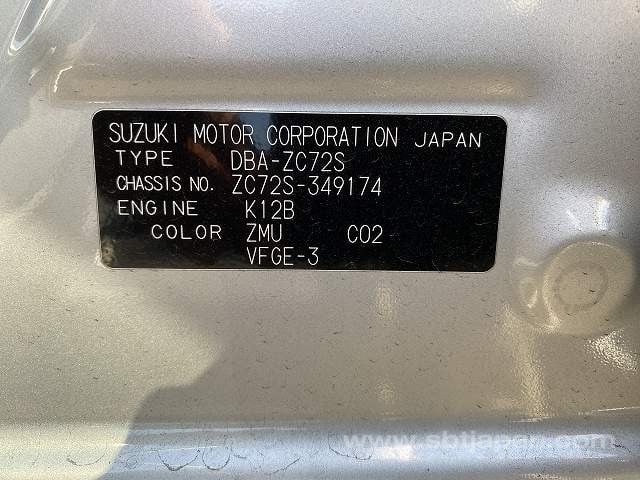 SUZUKI MOTOR CORPORATION JAPAN
TYPE DBA-ZC72S
CHASSIS NO. ZC72S-349174
ENGINE K12B
COLOR ZMU C02
VFGE-3
www.sbtjapan.com